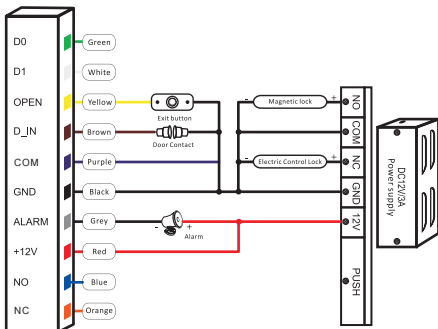 D0 Green
D1 White
OPEN Yellow
Exit button
D_IN Brown
Door Contact
COM Purple
GND Black
ALARM Grey - + Alarm
+12V Red
NO Blue
NC Orange
- Magnetic lock + NO
COM
- Electric Control Lock + NC
GND
12V
PUSH
DC12V/3A
Power supply